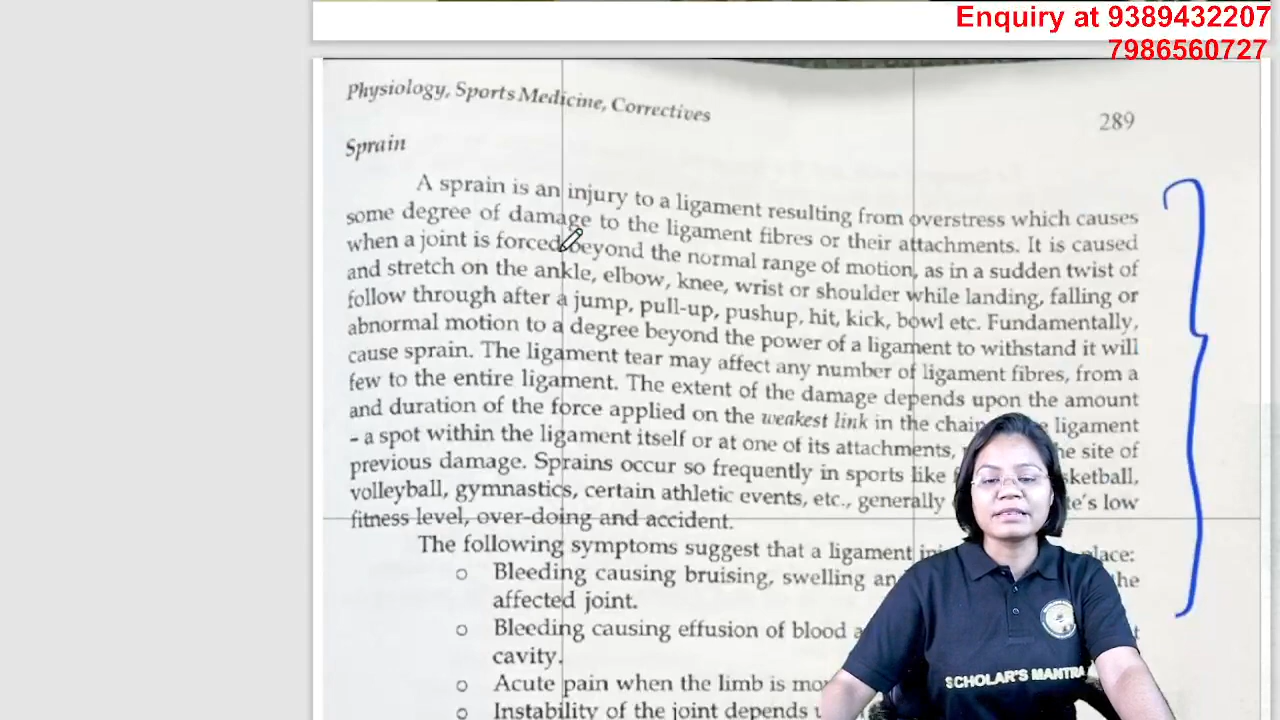 Enquiry at 9389432207
7986560727
Physiology, Sports Medicine, Correctives
289
Sprain
A sprain is an injury to a ligament resulting from overstress which causes
some degree of damage to the ligament fibres or their attachments. It is caused
when a joint is forced beyond the normal range of motion, as in a sudden twist of
and stretch on the ankle, elbow, knee, wrist or shoulder while landing, falling or
follow through after a jump, pull-up, pushup, hit, kick, bowl etc. Fundamentally,
abnormal motion to a degree beyond the power of a ligament to withstand it will
cause sprain. The ligament tear may affect any number of ligament fibres, from a
few to the entire ligament. The extent of the damage depends upon the amount
and duration of the force applied on the weakest link in the chain ligament
- a spot within the ligament itself or at one of its attachments, he site of
previous damage. Sprains occur so frequently in sports like sketball,
volleyball, gymnastics, certain athletic events, etc., generally e's low
fitness level, over-doing and accident.
The following symptoms suggest that a ligament place:
o Bleeding causing bruising, swelling an the
affected joint.
o Bleeding causing effusion of blood
cavity.
o Acute pain when the limb is mo
o Instability of the joint depends
SCHOLAR'S MANTRA